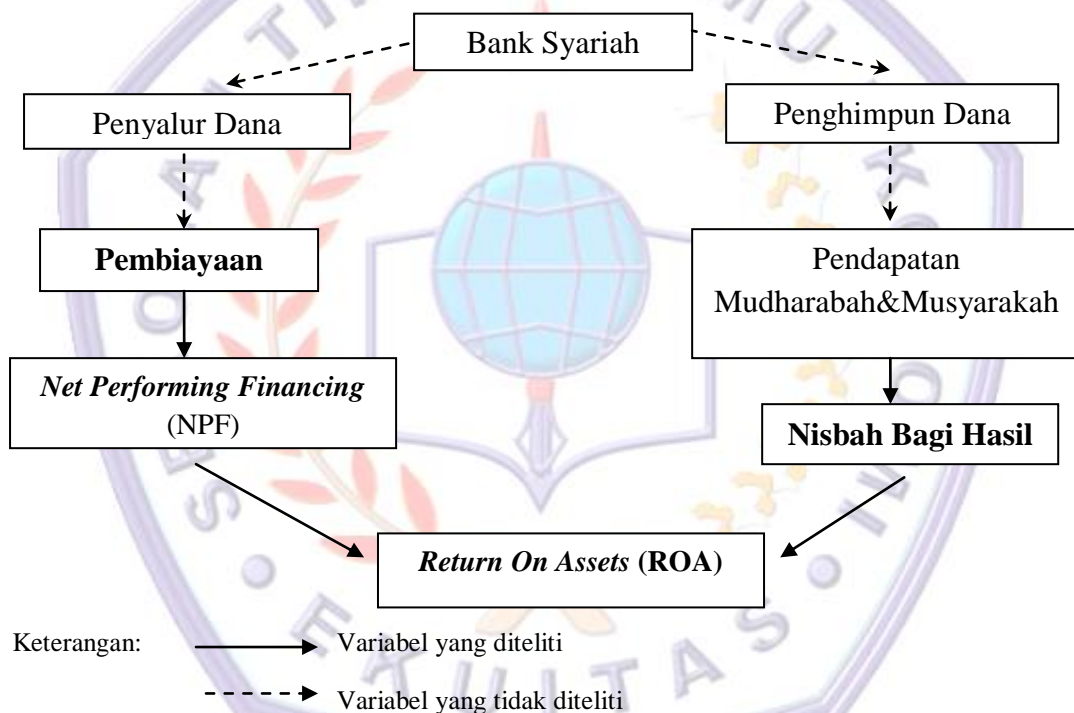 Bank Syariah
Penyalur Dana
Penghimpun Dana
Pembiayaan
Pendapatan
Mudharabah&Musyarakah
Net Performing Financing
(NPF)
Nisbah Bagi Hasil
Return On Assets (ROA)
Keterangan:
Variabel yang diteliti
Variabel yang tidak diteliti
EKUITAS